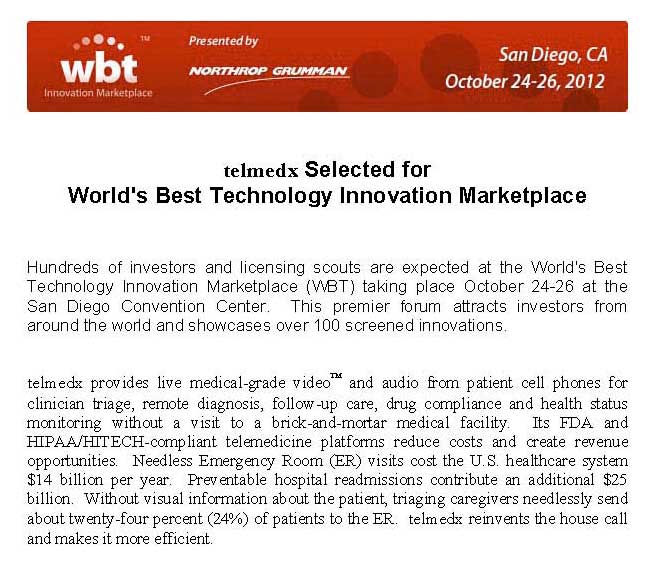 wbt™
Innovation Marketplace
Presented by
NORTHROP GRUMMAN
San Diego, CA
October 24-26, 2012
telmedx Selected for
World's Best Technology Innovation Marketplace
Hundreds of investors and licensing scouts are expected at the World's Best
Technology Innovation Marketplace (WBT) taking place October 24-26 at the
San Diego Convention Center. This premier forum attracts investors from
around the world and showcases over 100 screened innovations.
telmedx provides live medical-grade video™ and audio from patient cell phones for
clinician triage, remote diagnosis, follow-up care, drug compliance and health status
monitoring without a visit to a brick-and-mortar medical facility. Its FDA and
HIPAA/HITECH-compliant telemedicine platforms reduce costs and create revenue
opportunities. Needless Emergency Room (ER) visits cost the U.S. healthcare system
$14 billion per year. Preventable hospital readmissions contribute an additional $25
billion. Without visual information about the patient, triaging caregivers needlessly send
about twenty-four percent (24%) of patients to the ER. telmedx reinvents the house call
and makes it more efficient.